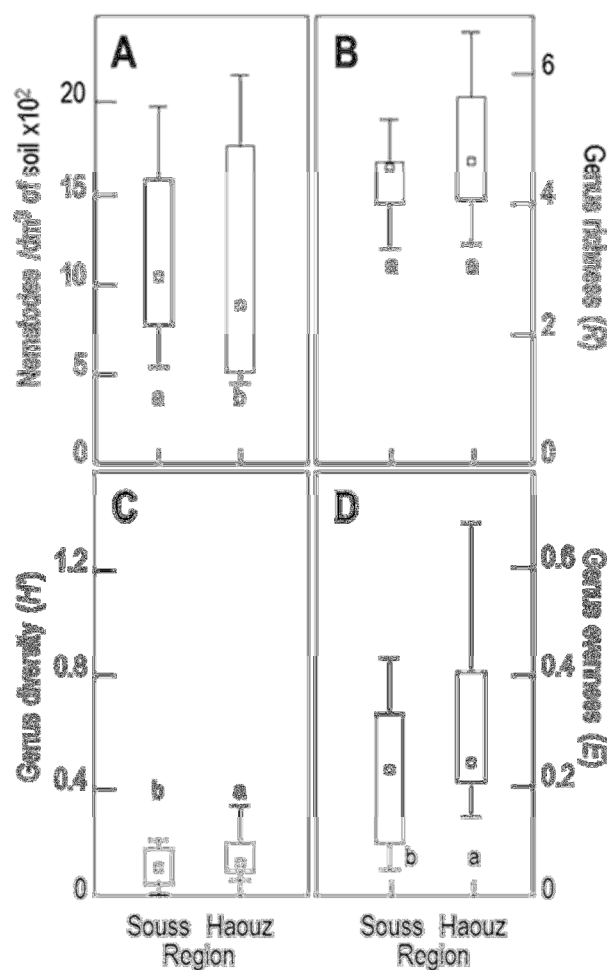 A
B
Nematodes /dm³ of soil x10²
20
15
10
5
0
a
b
6
4
2
0
a
a
Genus richness (R)
C
D
Genus diversity (H')
1.2
0.8
0.4
0
b
a
0.6
0.4
0.2
0
b
a
Genus evenness (E)
Souss Haouz
Region
Souss Haouz
Region